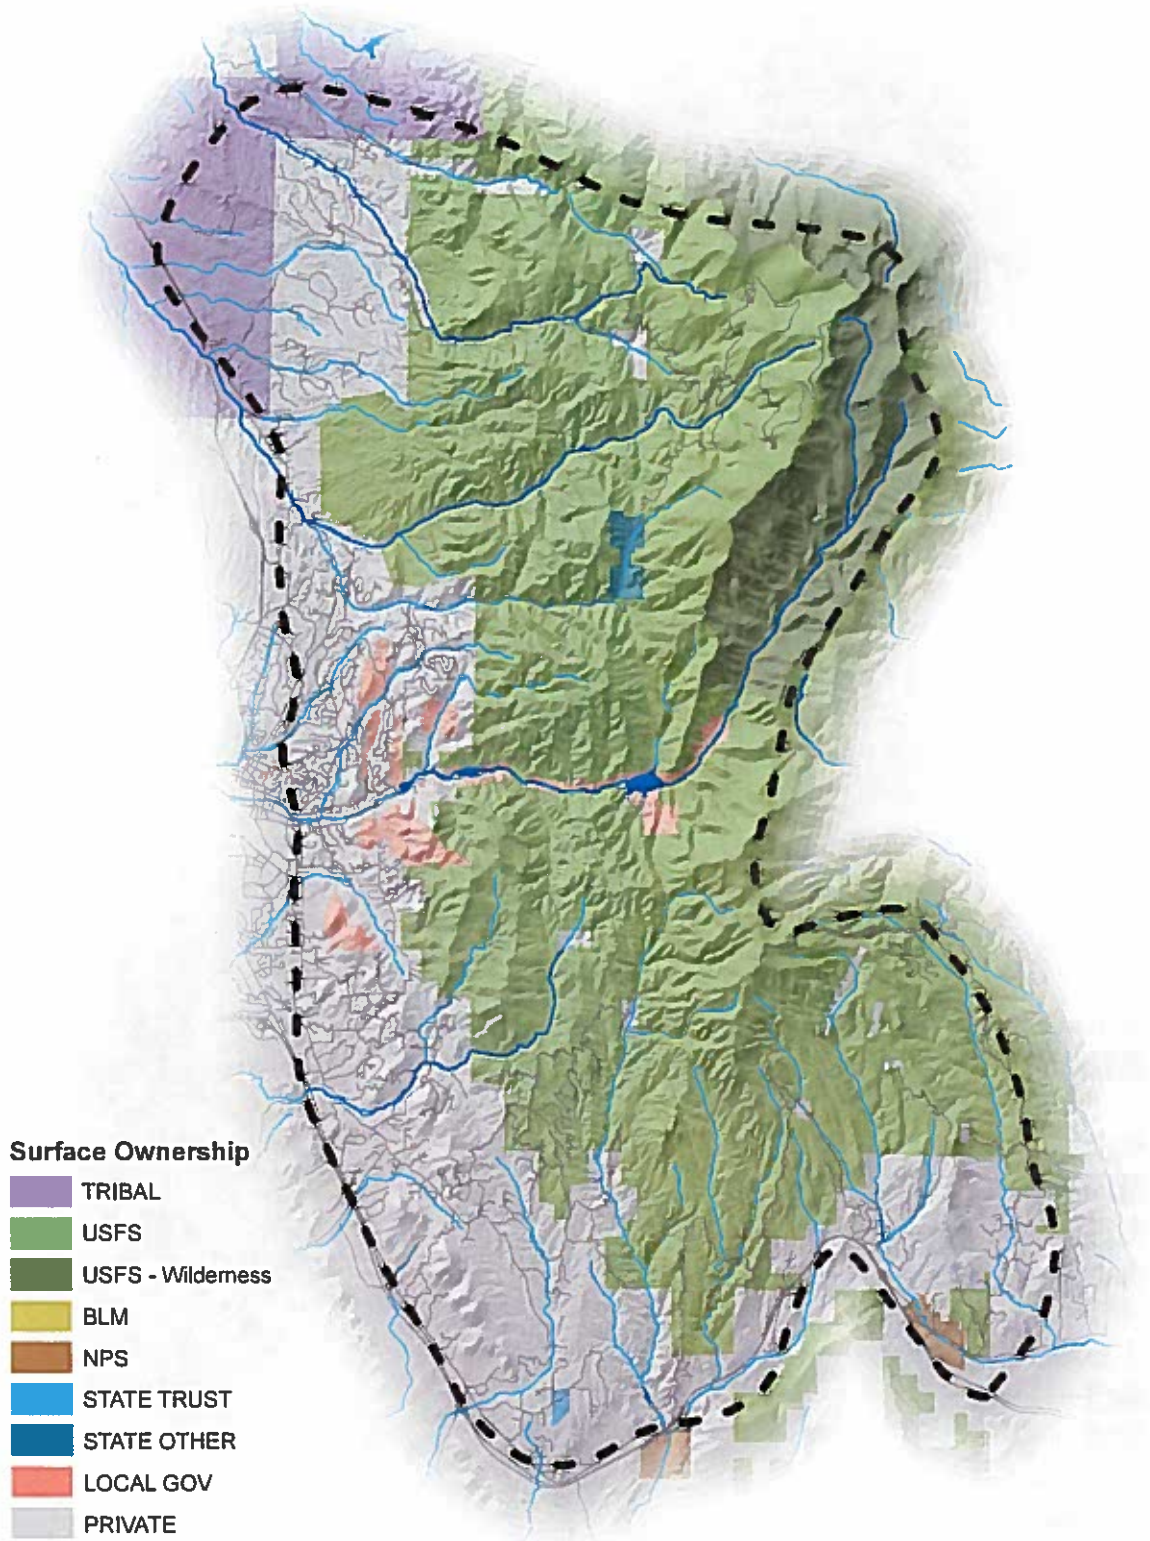 Surface Ownership
TRIBAL
USFS
USFS - Wilderness
BLM
NPS
STATE TRUST
STATE OTHER
LOCAL GOV
PRIVATE